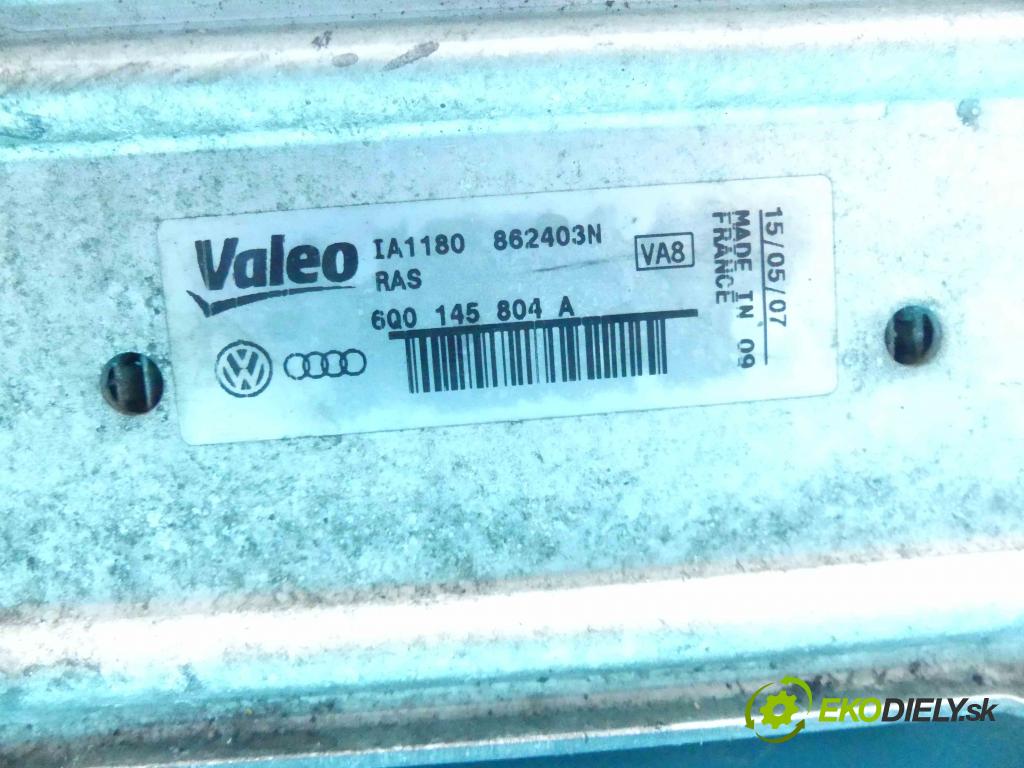 Valeo
IA1180 862403N
RAS
VA8
6Q0 145 804 A
15/05/07
MADE IN 09
FRANCE
EKODIELY.sk